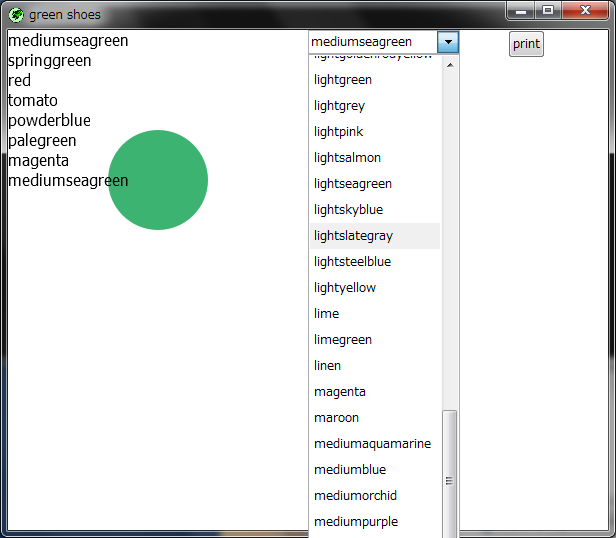 green shoes
mediumseagreen
springgreen
red
tomato
powderblue
palegreen
magenta
mediumseagreen
mediumseagreen
print
lightgoldenrodyellow
lightgreen
lightgrey
lightpink
lightsalmon
lightseagreen
lightskyblue
lightslategray
lightsteelblue
lightyellow
lime
limegreen
linen
magenta
maroon
mediumaquamarine
mediumblue
mediumorchid
mediumpurple